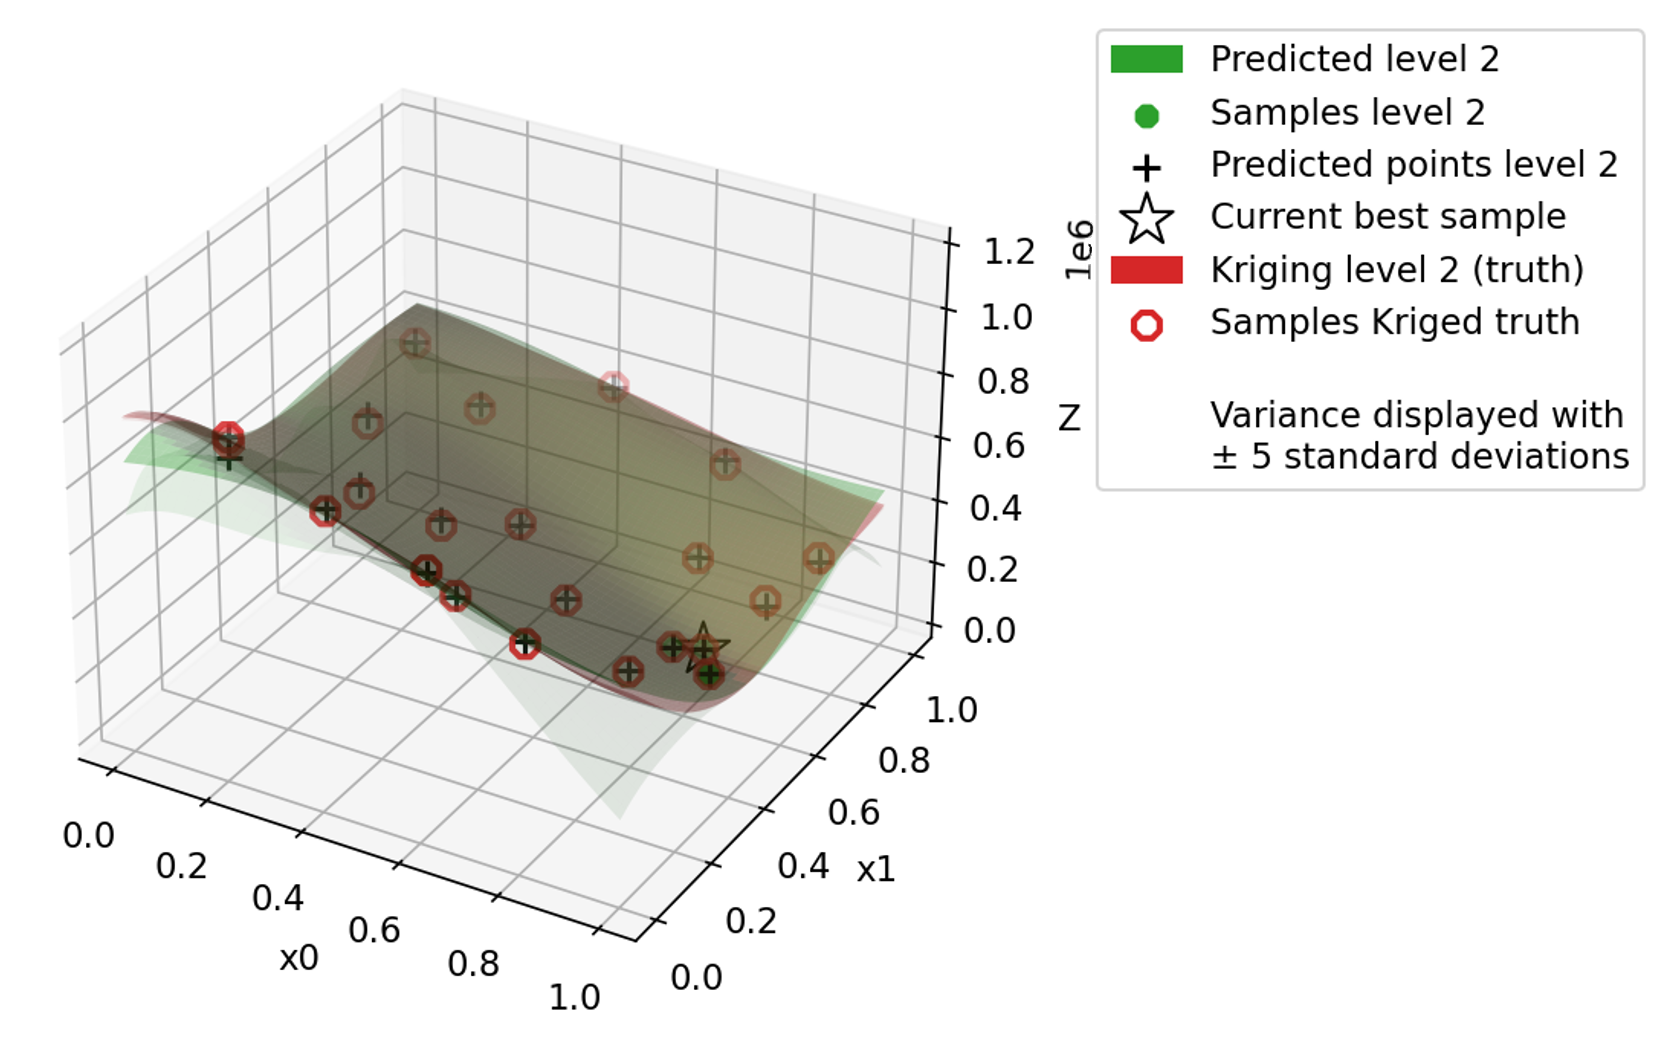 Predicted level 2
Samples level 2
Predicted points level 2
Current best sample
Kriging level 2 (truth)
Samples Kriged truth
Variance displayed with
± 5 standard deviations
1e6
1.2
1.0
0.8
0.6
0.4
0.2
0.0
Z
1.0
0.8
0.6
0.4
0.2
0.0
x1
0.0
0.2
0.4
0.6
0.8
1.0
x0